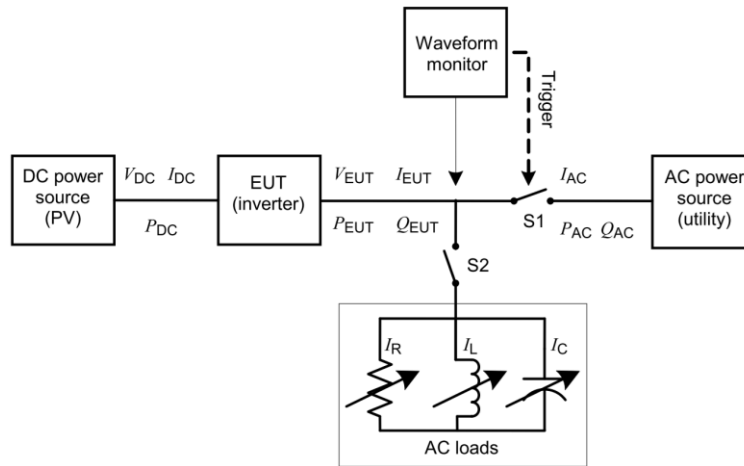 Waveform
monitor
Trigger
DC power
source
(PV)
V_DC I_DC
P_DC
EUT
(inverter)
V_EUT I_EUT
P_EUT Q_EUT
S1
I_AC
P_AC Q_AC
AC power
source
(utility)
S2
I_R I_L I_C
AC loads